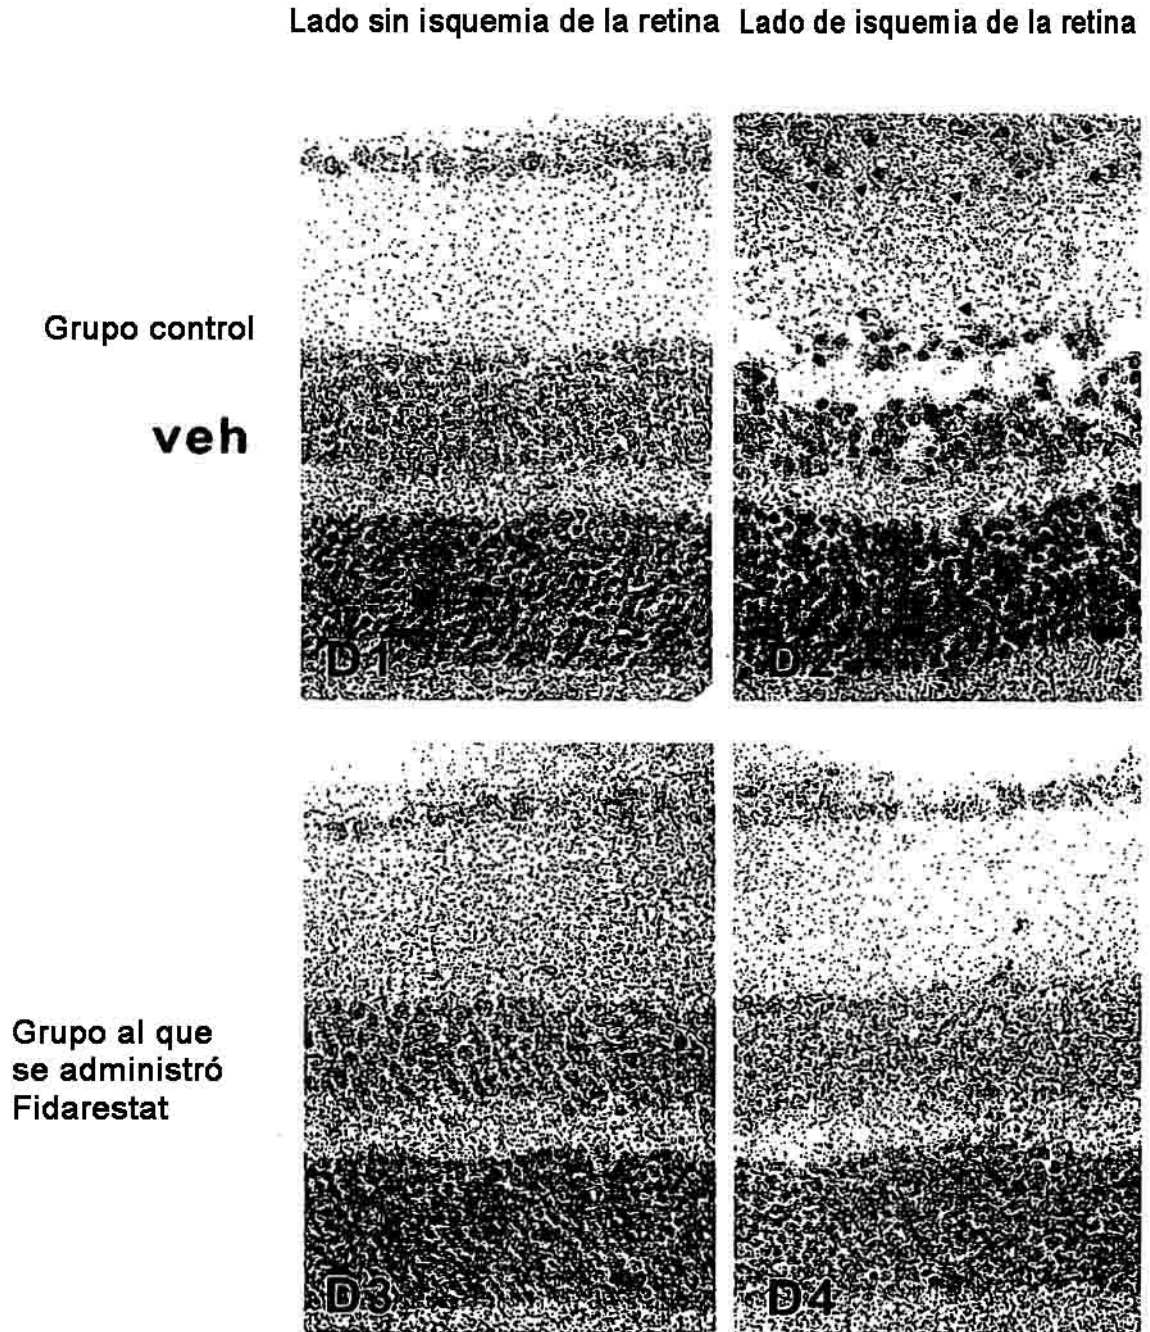 Lado sin isquemia de la retina Lado de isquemia de la retina
Grupo control
veh
D1
D2
Grupo al que
se administró
Fidarestat
D3
D4